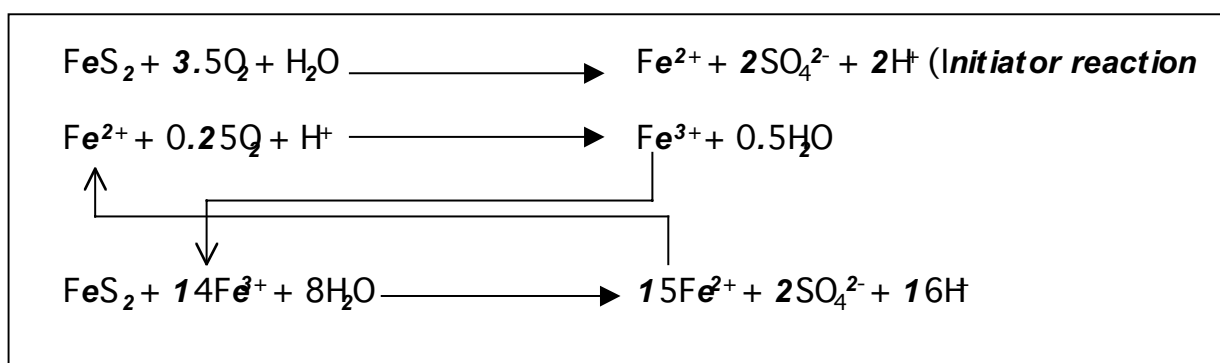 FeS₂ + 3.5O₂ + H₂O → Fe²⁺ + 2SO₄²⁻ + 2H⁺ (Initiator reaction
Fe²⁺ + 0.25O₂ + H⁺ → Fe³⁺ + 0.5H₂O
FeS₂ + 14Fe³⁺ + 8H₂O → 15Fe²⁺ + 2SO₄²⁻ + 16H⁺